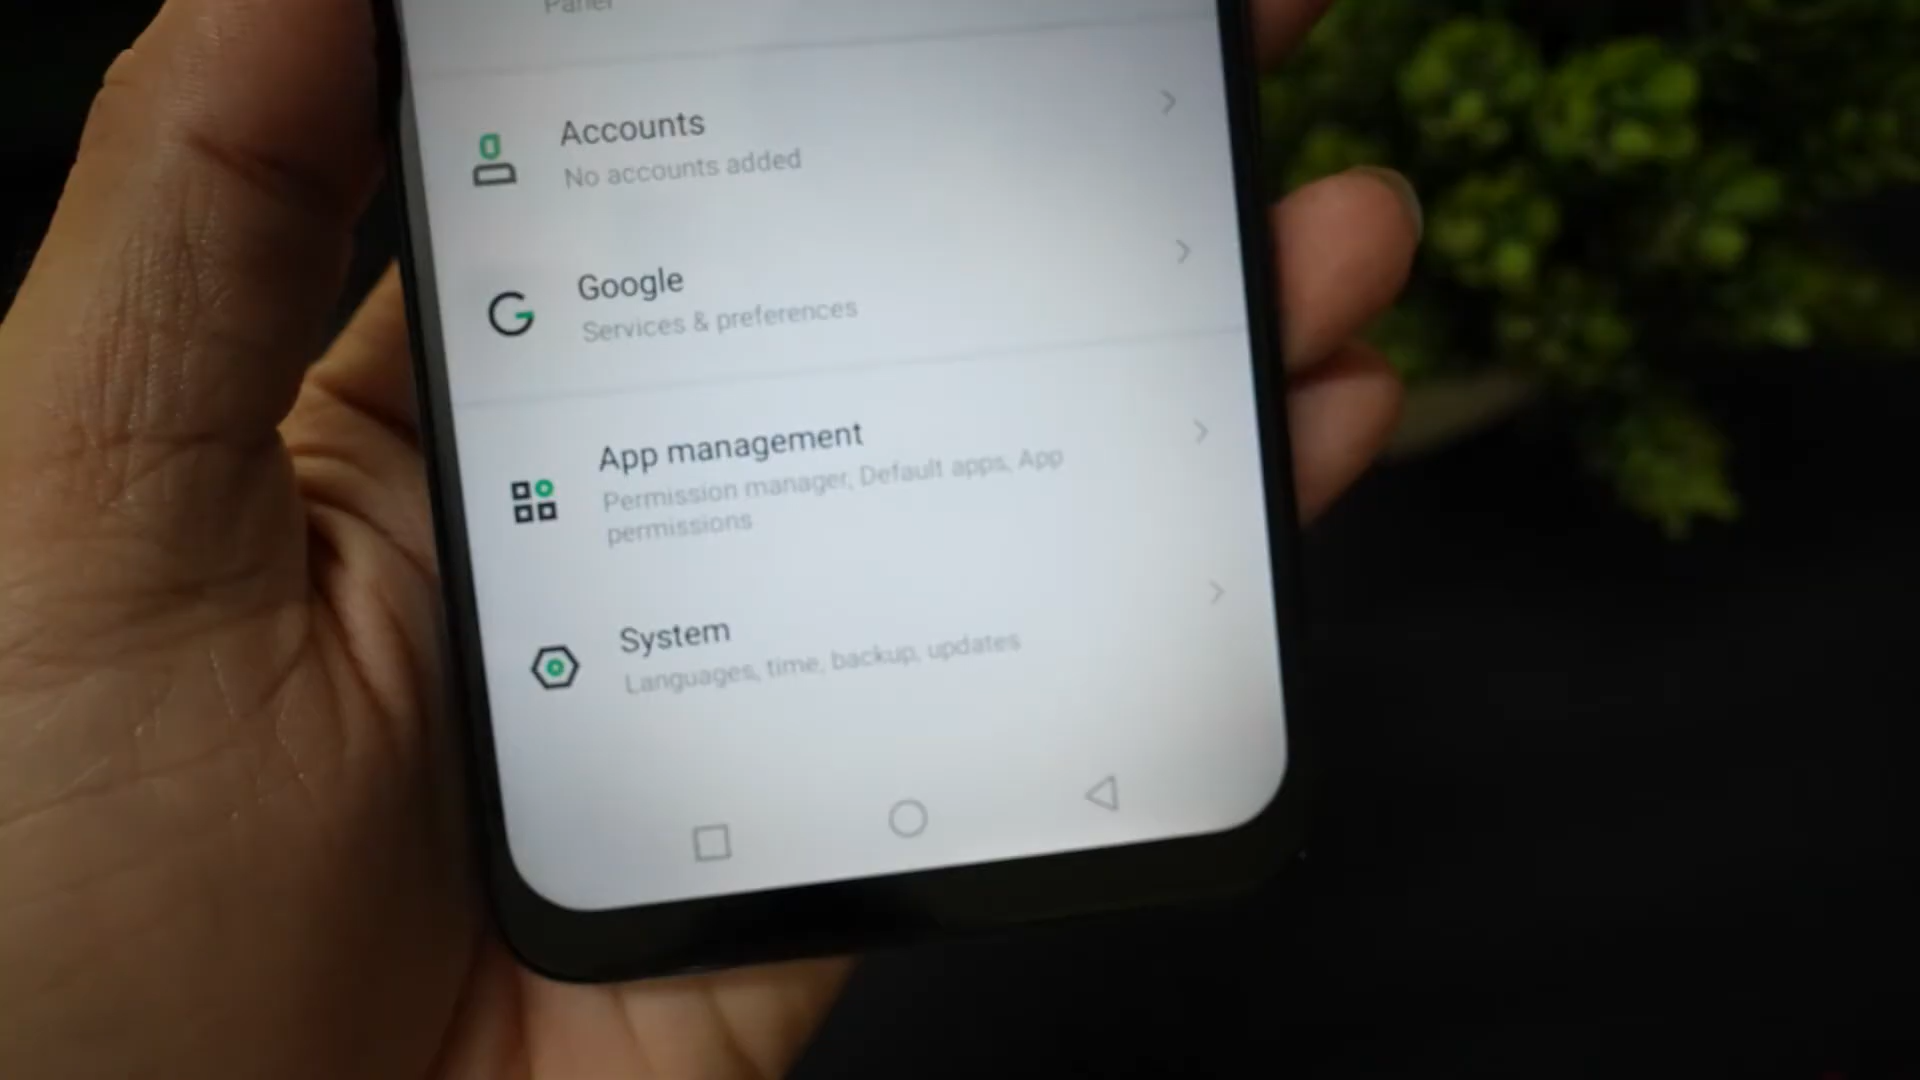 Panel
Accounts
No accounts added
Google
Services & preferences
App management
Permission manager, Default apps, App
permissions
System
Languages, time, backup, updates